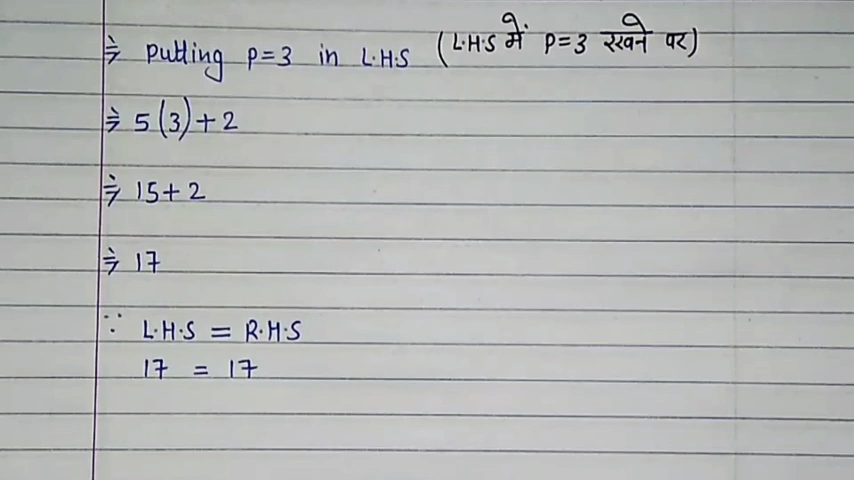 ⇒ Putting P=3 in L.H.S (L.H.S में P=3 रखने पर)
⇒ 5(3)+2
⇒ 15+2
⇒ 17
∵ L.H.S = R.H.S
17 = 17